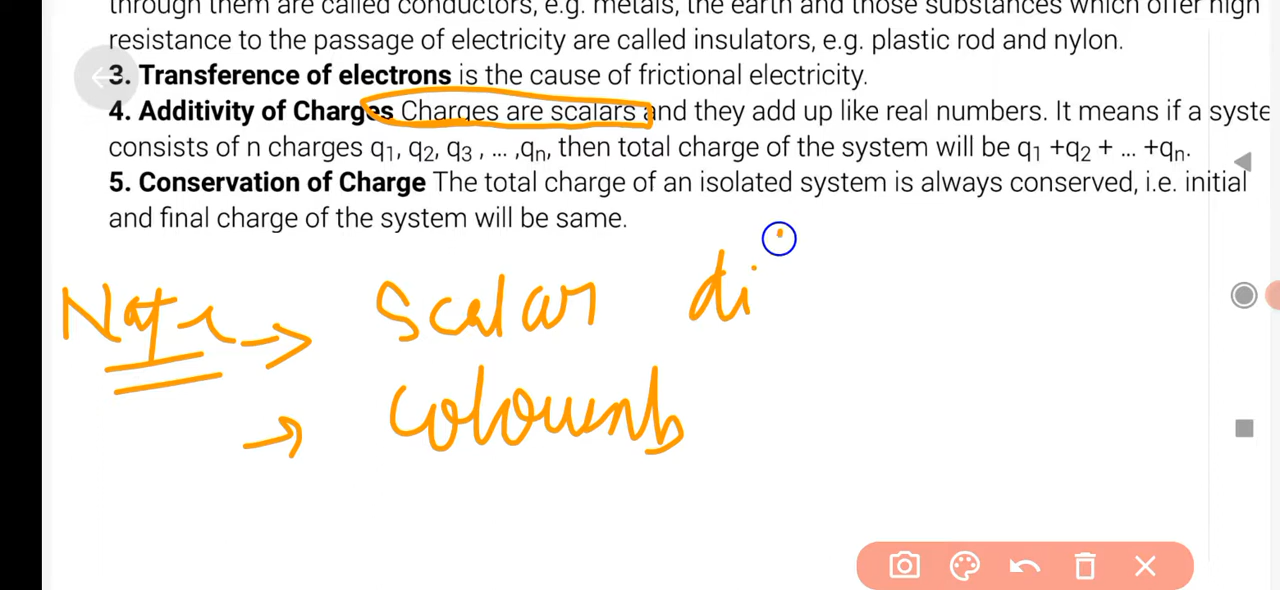 through them are called conductors, e.g. metals, the earth and those substances which offer high
resistance to the passage of electricity are called insulators, e.g. plastic rod and nylon.
3. Transference of electrons is the cause of frictional electricity.
4. Additivity of Charges Charges are scalars and they add up like real numbers. It means if a syste
consists of n charges q1, q2, q3 , ... ,qn, then total charge of the system will be q1 +q2 + ... +qn.
5. Conservation of Charge The total charge of an isolated system is always conserved, i.e. initial
and final charge of the system will be same.
→ Scalar di
→ coloumb